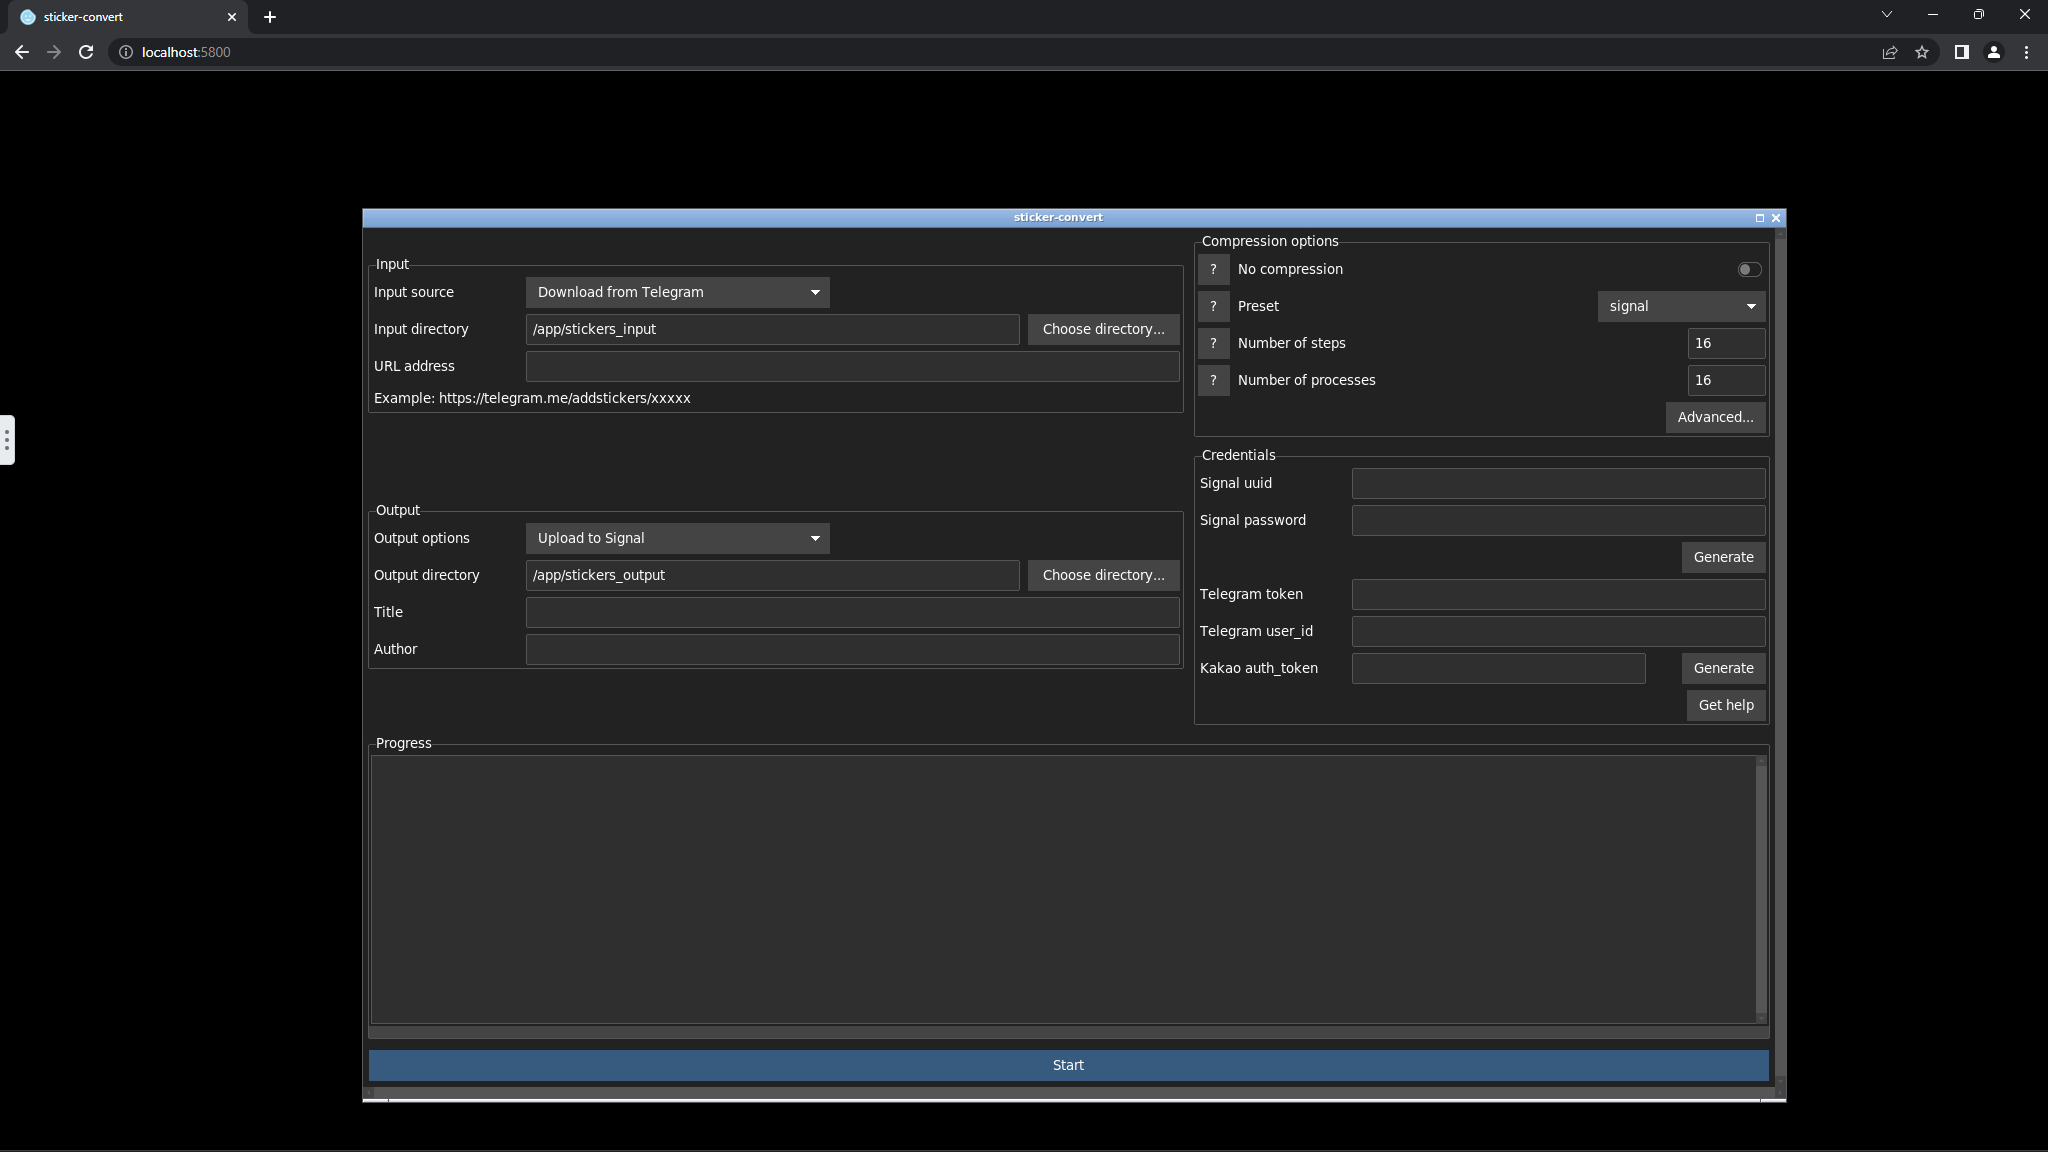 sticker-convert
localhost:5800
sticker-convert
Input
Input source Download from Telegram
Input directory /app/stickers_input Choose directory...
URL address
Example: https://telegram.me/addstickers/xxxxx
Output
Output options Upload to Signal
Output directory /app/stickers_output Choose directory...
Title
Author
Compression options
? No compression
? Preset signal
? Number of steps 16
? Number of processes 16
Advanced...
Credentials
Signal uuid
Signal password
Generate
Telegram token
Telegram user_id
Kakao auth_token Generate
Get help
Progress
Start